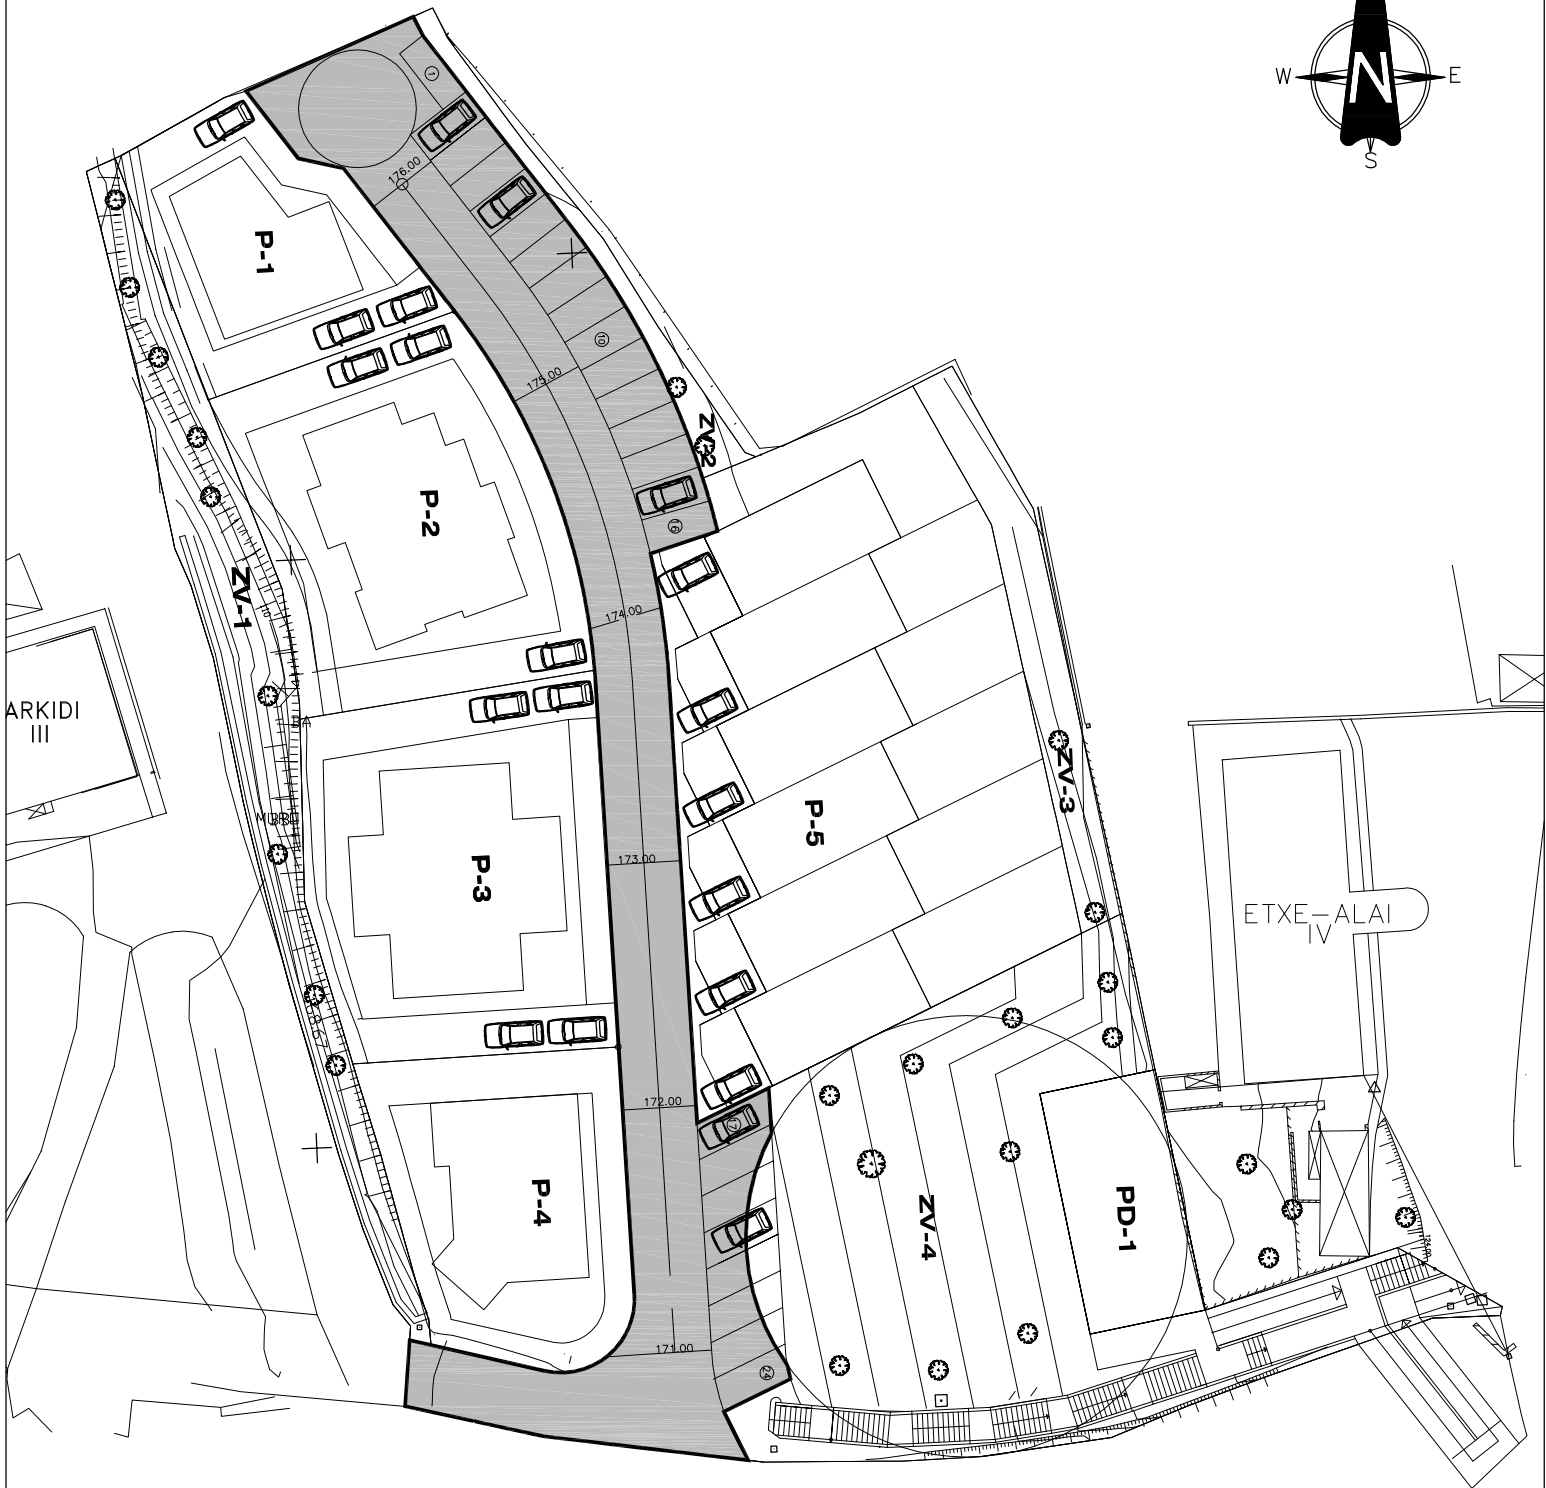 N
W
E
S
1
176.00
P-1
10
175.00
ZV-2
P-2
16
ZV-1
174.00
ARKIDI
III
ZV-3
P-5
173.00
P-3
ETXE-ALAI
IV
172.00
17
P-4
ZV-4
PD-1
171.00
24